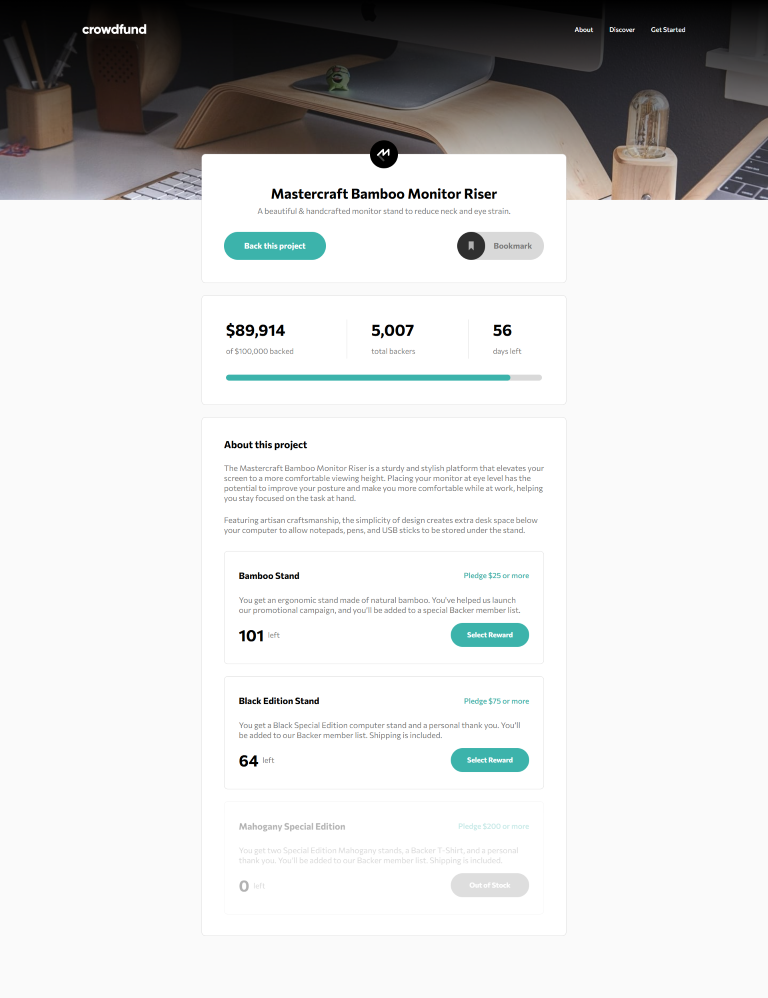 crowdfund
About Discover Get Started
Mastercraft Bamboo Monitor Riser
A beautiful & handcrafted monitor stand to reduce neck and eye strain.
Back this project
Bookmark
$89,914
of $100,000 backed
5,007
total backers
56
days left
About this project
The Mastercraft Bamboo Monitor Riser is a sturdy and stylish platform that elevates your
screen to a more comfortable viewing height. Placing your monitor at eye level has the
potential to improve your posture and make you more comfortable while at work, helping
you stay focused on the task at hand.
Featuring artisan craftsmanship, the simplicity of design creates extra desk space below
your computer to allow notepads, pens, and USB sticks to be stored under the stand.
Bamboo Stand
Pledge $25 or more
You get an ergonomic stand made of natural bamboo. You've helped us launch
our promotional campaign, and you'll be added to a special Backer member list.
101 left
Select Reward
Black Edition Stand
Pledge $75 or more
You get a Black Special Edition computer stand and a personal thank you. You'll
be added to our Backer member list. Shipping is included.
64 left
Select Reward
Mahogany Special Edition
Pledge $200 or more
You get two Special Edition Mahogany stands, a Backer T-Shirt, and a personal
thank you. You'll be added to our Backer member list. Shipping is included.
0 left
Out of Stock